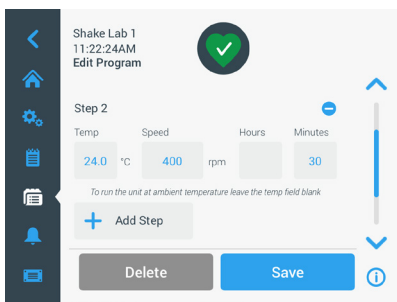 Shake Lab 1
11:22:24AM
Edit Program
Step 2
Temp Speed Hours Minutes
24.0 °C 400 rpm 30
To run the unit at ambient temperature leave the temp field blank
+ Add Step
Delete Save